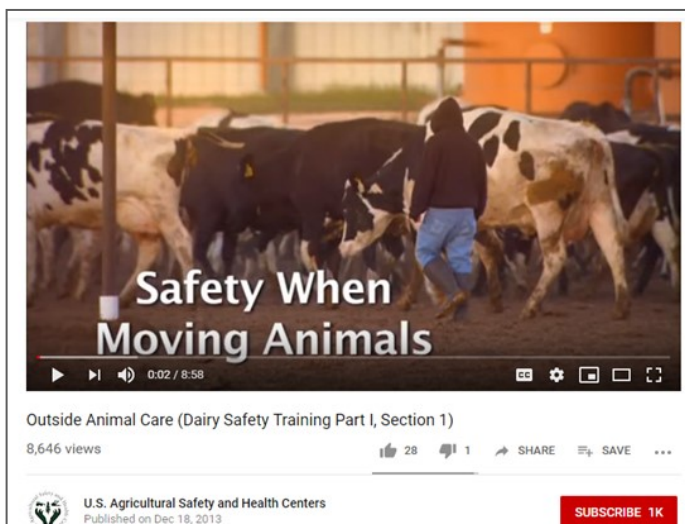 Safety When
Moving Animals
0:02 / 8:58
CC
Outside Animal Care (Dairy Safety Training Part I, Section 1)
8,646 views
28
1
SHARE
SAVE
U.S. Agricultural Safety and Health Centers
SUBSCRIBE 1K
Published on Dec 18, 2013